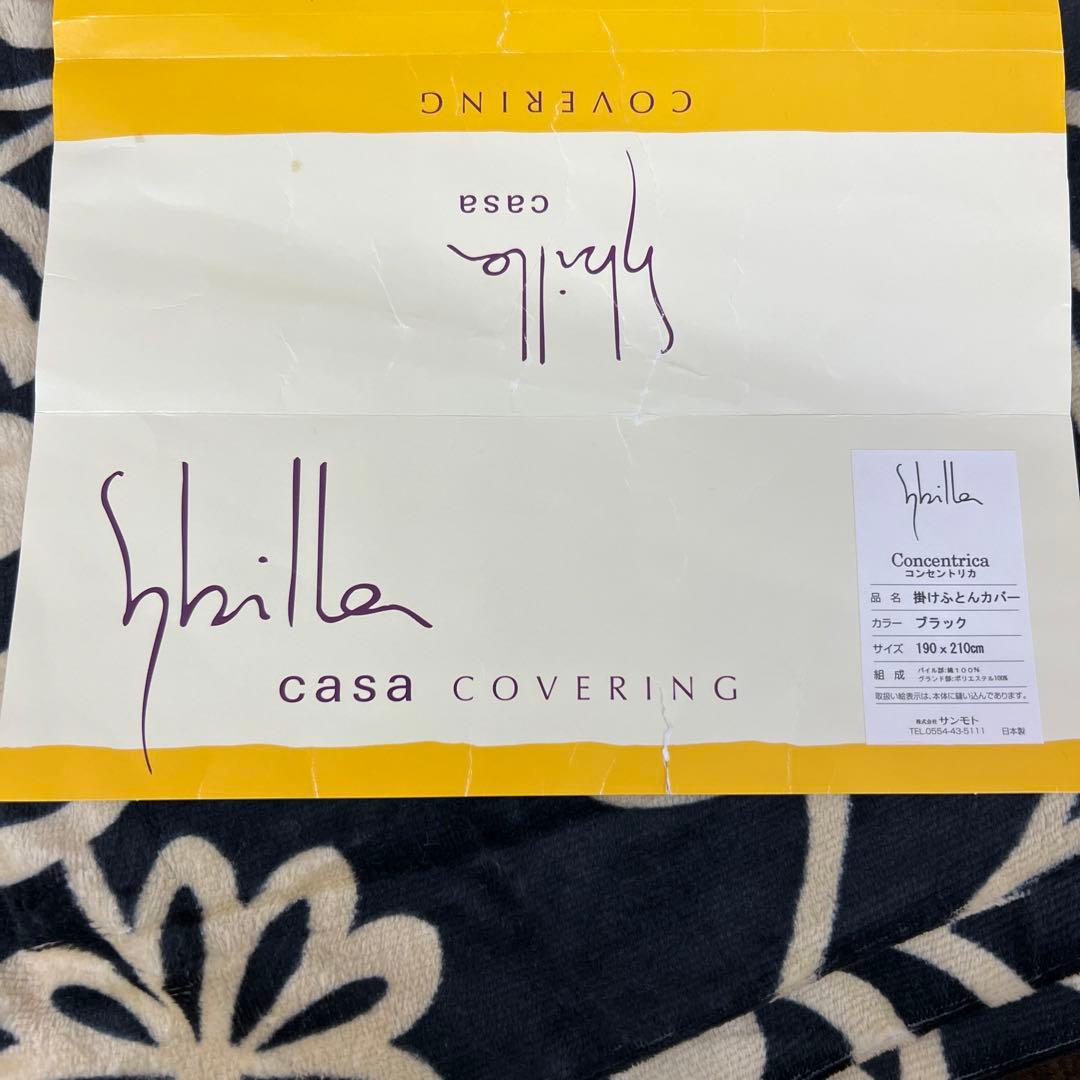 COVERING
casa
Sybilla
Sybilla
casa COVERING
Sybilla
Concentrica
コンセントリカ
品名 掛けふとんカバー
カラー ブラック
サイズ 190 x 210cm
組成 パイル部:綿100%
グランド部:ポリエステル100%
取扱い絵表示は、本体に縫い込んであります。
株式会社 サンモト
TEL.0554-43-5111 日本製